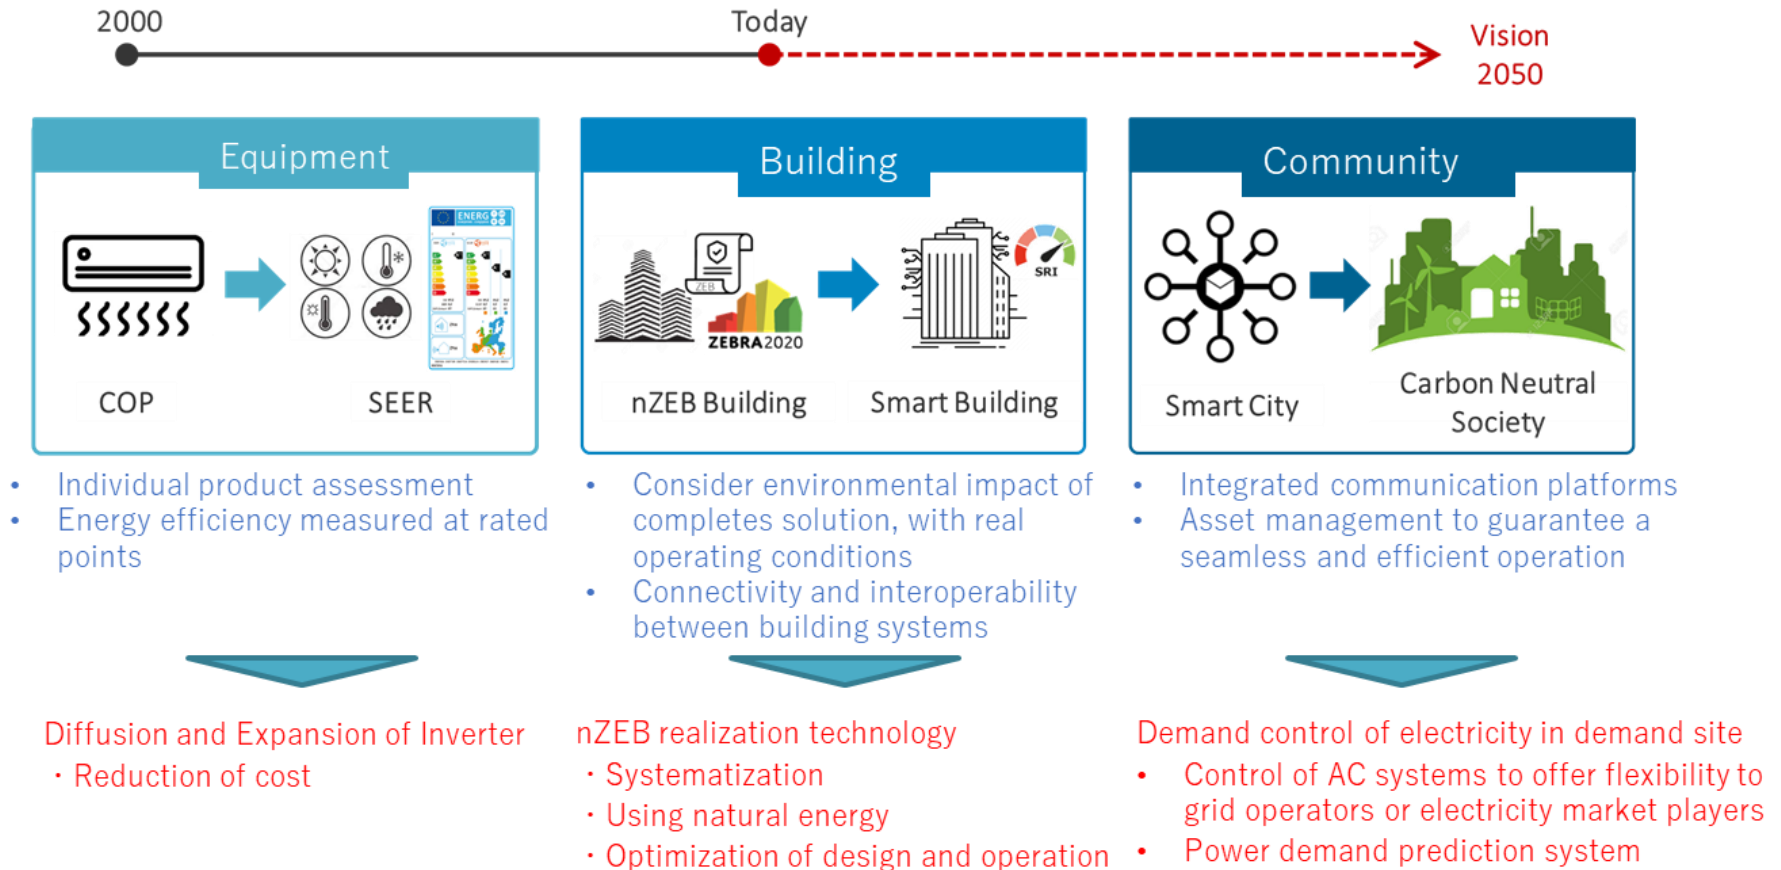 2000
Today
Vision
2050
Equipment
ENERG
COP
SEER
Building
ZEB
ZEBRA2020
SRI
nZEB Building
Smart Building
Community
Smart City
Carbon Neutral
Society
• Individual product assessment
• Energy efficiency measured at rated
points
• Consider environmental impact of
completes solution, with real
operating conditions
• Connectivity and interoperability
between building systems
• Integrated communication platforms
• Asset management to guarantee a
seamless and efficient operation
Diffusion and Expansion of Inverter
・Reduction of cost
nZEB realization technology
・Systematization
・Using natural energy
・Optimization of design and operation
Demand control of electricity in demand site
• Control of AC systems to offer flexibility to
grid operators or electricity market players
• Power demand prediction system